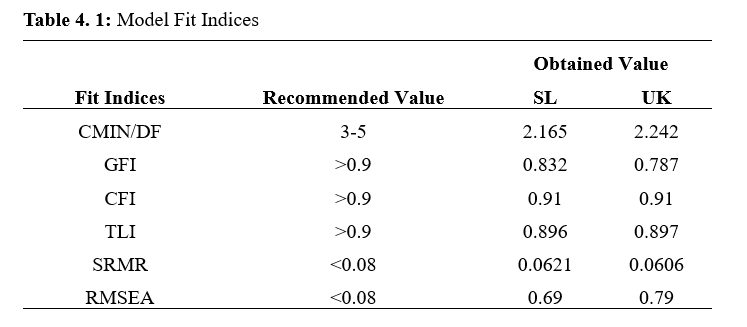 Table 4. 1: Model Fit Indices
Obtained Value
Fit Indices Recommended Value SL UK
CMIN/DF 3-5 2.165 2.242
GFI >0.9 0.832 0.787
CFI >0.9 0.91 0.91
TLI >0.9 0.896 0.897
SRMR <0.08 0.0621 0.0606
RMSEA <0.08 0.69 0.79